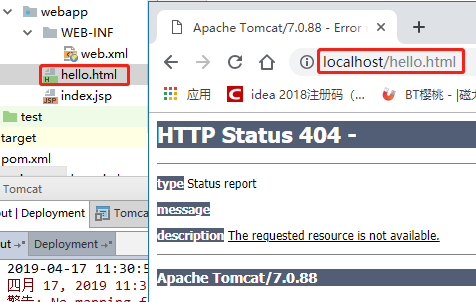 webapp
WEB-INF
web.xml
hello.html
index.jsp
test
target
pom.xml
Tomcat
out | Deployment
Tomca
ut
Deployment
2019-04-17 11:30:5
四月 17, 2019 11:3
警告: No mapping f
Apache Tomcat/7.0.88 - Error
localhost/hello.html
应用
idea 2018注册码（
BT樱桃 - |磁
HTTP Status 404 -
type Status report
message
description The requested resource is not available.
Apache Tomcat/7.0.88